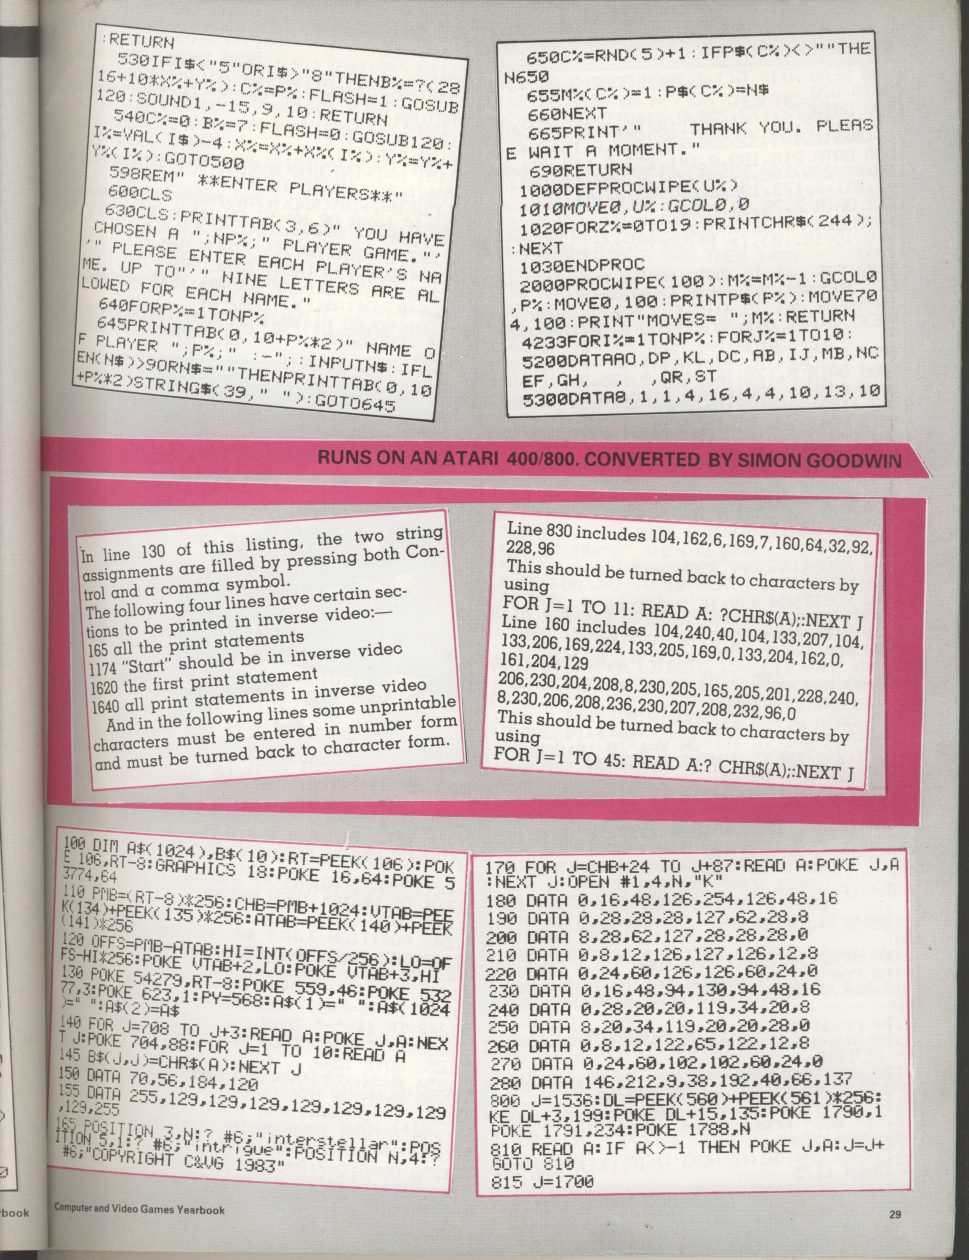 :RETURN
530IFI$<"5"ORI$>"8"THENB%=?(28
16+10*X%+Y%):C%=P%:FLASH=1:GOSUB
120:SOUND1,-15,9,10:RETURN
540C%=0:B%=7:FLASH=0:GOSUB120:
I%=VAL(I$)-4:X%=X%+X%(I%):Y%=Y%+
Y%(I%):GOTO500
598REM" **ENTER PLAYERS**"
600CLS
630CLS:PRINTTAB(3,6)" YOU HAVE
CHOSEN A ";NP%;" PLAYER GAME."'
'" PLEASE ENTER EACH PLAYER'S NA
ME. UP TO"'" NINE LETTERS ARE AL
LOWED FOR EACH NAME."
640FORP%=1TONP%
645PRINTTAB(0,10+P%*2)" NAME O
F PLAYER ";P%;" :-";:INPUTN$:IFL
EN(N$)>9ORN$=""THENPRINTTAB(0,10
+P%*2)STRING$(39," "):GOTO645
650C%=RND(5)+1:IFP$(C%)<>""THE
N650
655M%(C%)=1:P$(C%)=N$
660NEXT
665PRINT'"     THANK YOU. PLEAS
E WAIT A MOMENT."
690RETURN
1000DEFPROCWIPE(U%)
1010MOVE0,U%:GCOL0,0
1020FORZ%=0TO19:PRINTCHR$(244);
:NEXT
1030ENDPROC
2000PROCWIPE(100):M%=M%-1:GCOL0
,P%:MOVE0,100:PRINTP$(P%):MOVE70
4,100:PRINT"MOVES= ";M%:RETURN
4233FORI%=1TONP%:FORJ%=1TO10:
5200DATAAO,DP,KL,DC,AB,IJ,MB,NC
EF,GH,  ,  ,QR,ST
5300DATA8,1,1,4,16,4,4,10,13,10
RUNS ON AN ATARI 400/800. CONVERTED BY SIMON GOODWIN
In line 130 of this listing, the two string
assignments are filled by pressing both Con-
trol and a comma symbol.
The following four lines have certain sec-
tions to be printed in inverse video:—
165 all the print statements
1174 "Start" should be in inverse video
1620 the first print statement
1640 all print statements in inverse video
And in the following lines some unprintable
characters must be entered in number form
and must be turned back to character form.
Line 830 includes 104,162,6,169,7,160,64,32,92,
228,96
This should be turned back to characters by
using
FOR J=1 TO 11: READ A: ?CHR$(A);:NEXT J
Line 160 includes 104,240,40,104,133,207,104,
133,206,169,224,133,205,169,0,133,204,162,0,
161,204,129
206,230,204,208,8,230,205,165,205,201,228,240,
8,230,206,208,236,230,207,208,232,96,0
This should be turned back to characters by
using
FOR J=1 TO 45: READ A:? CHR$(A);:NEXT J
100 DIM A$(1024),B$(10):RT=PEEK(106):POK
E 106,RT-8:GRAPHICS 18:POKE 16,64:POKE 5
3774,64
110 PMB=(RT-8)*256:CHB=PMB+1024:VTAB=PEE
K(134)+PEEK(135)*256:ATAB=PEEK(140)+PEEK
(141)*256
120 OFFS=PMB-ATAB:HI=INT(OFFS/256):LO=OF
FS-HI*256:POKE VTAB+2,LO:POKE VTAB+3,HI
130 POKE 54279,RT-8:POKE 559,46:POKE 532
77,3:POKE 623,1:PY=568:A$(1)=" ":A$(1024
)=" ":A$(2)=A$
140 FOR J=708 TO J+3:READ A:POKE J,A:NEX
T J:POKE 704,88:FOR J=1 TO 10:READ A
145 B$(J,J)=CHR$(A):NEXT J
150 DATA 70,56,184,120
155 DATA 255,129,129,129,129,129,129,129
,129,255
165 POSITION 3,N:? #6;"interstellar":POS
ITION 5,1:? #6;"intrigue":POSITION N,4:?
#6;"COPYRIGHT C&VG 1983"
170 FOR J=CHB+24 TO J+87:READ A:POKE J,A
:NEXT J:OPEN #1,4,N,"K"
180 DATA 0,16,48,126,254,126,48,16
190 DATA 0,28,28,28,127,62,28,8
200 DATA 8,28,62,127,28,28,28,0
210 DATA 0,8,12,126,127,126,12,8
220 DATA 0,24,60,126,126,60,24,0
230 DATA 0,16,48,94,130,94,48,16
240 DATA 0,28,20,20,119,34,20,8
250 DATA 8,20,34,119,20,20,28,0
260 DATA 0,8,12,122,65,122,12,8
270 DATA 0,24,60,102,102,60,24,0
280 DATA 146,212,9,38,192,40,66,137
800 J=1536:DL=PEEK(560)+PEEK(561)*256:
KE DL+3,199:POKE DL+15,135:POKE 1790,1
POKE 1791,234:POKE 1788,N
810 READ A:IF A<>-1 THEN POKE J,A:J=J+
GOTO 810
815 J=1700
rbook
Computer and Video Games Yearbook
29